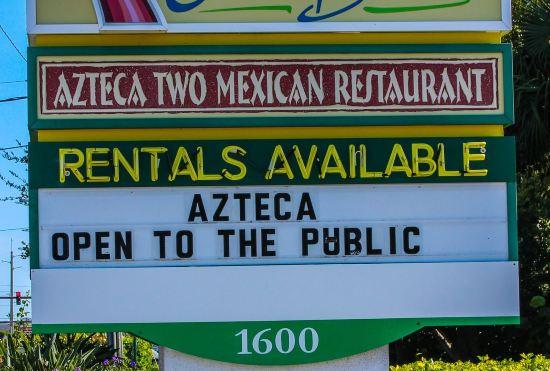 AZTECA TWO MEXICAN RESTAURANT
RENTALS AVAILABLE
AZTECA
OPEN TO THE PUBLIC
1600